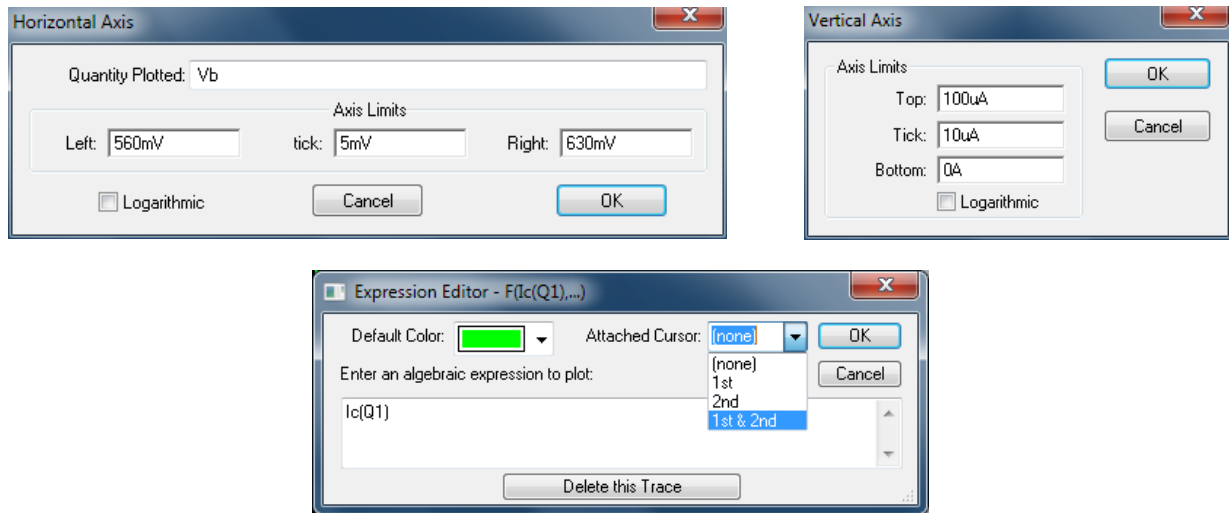 Horizontal Axis
Quantity Plotted: Vb
Axis Limits
Left: 560mV tick: 5mV Right: 630mV
Logarithmic Cancel OK
Vertical Axis
Axis Limits
OK
Top: 100uA
Cancel
Tick: 10uA
Bottom: 0A
Logarithmic
Expression Editor - F(Ic(Q1),...)
Default Color: Attached Cursor: (none) OK
Enter an algebraic expression to plot:
(none)
1st
2nd
1st & 2nd
Cancel
Ic(Q1)
Delete this Trace